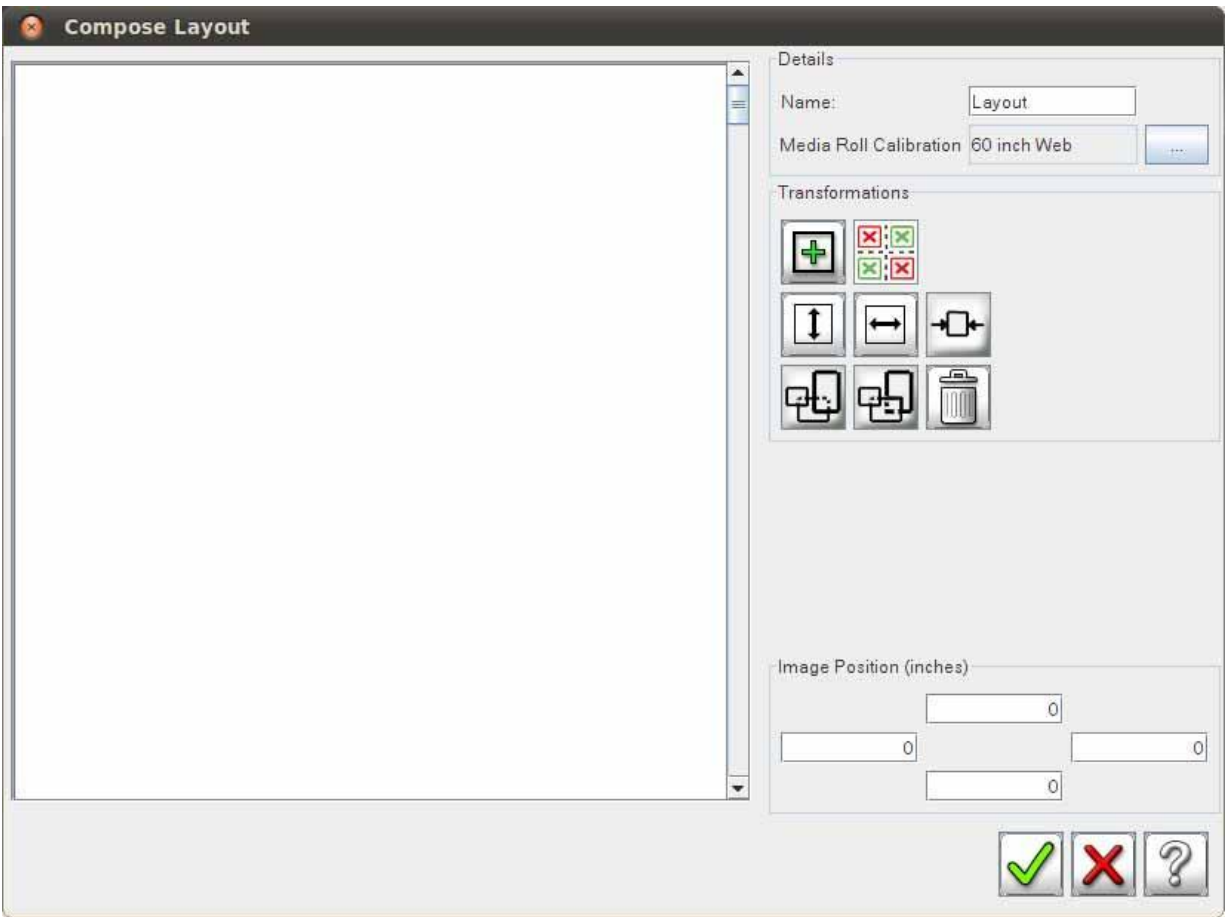 Compose Layout
Details
Name: Layout
Media Roll Calibration 60 inch Web ...
Transformations
Image Position (inches)
0
0 0
0